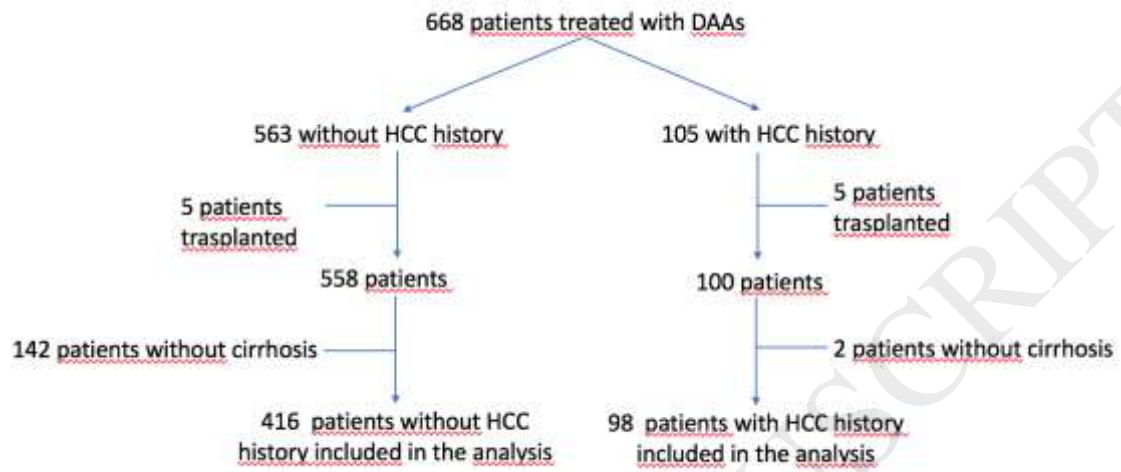 668 patients treated with DAAs
563 without HCC history
105 with HCC history
5 patients
trasplanted
5 patients
trasplanted
558 patients
100 patients
142 patients without cirrhosis
2 patients without cirrhosis
416 patients without HCC
history included in the analysis
98 patients with HCC history
included in the analysis
SCRIPT